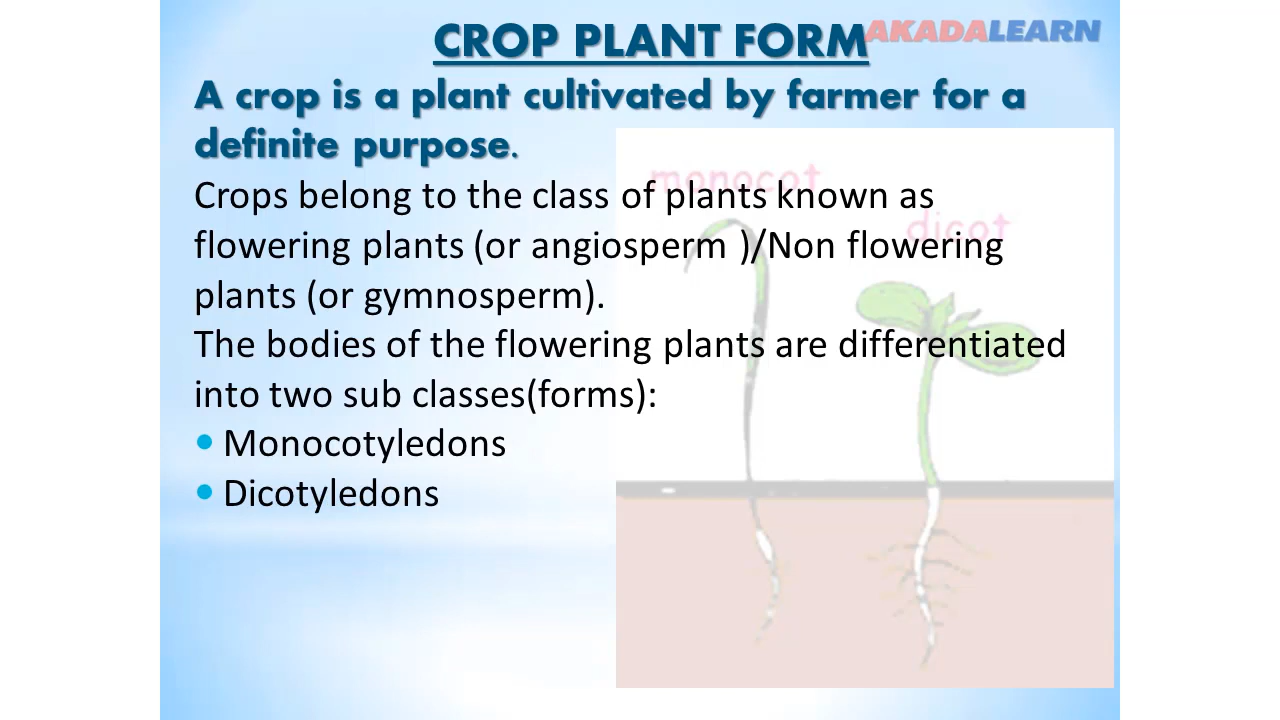 CROP PLANT FORM
AKADALEARN
A crop is a plant cultivated by farmer for a
definite purpose.
Crops belong to the class of plants known as
flowering plants (or angiosperm )/Non flowering
plants (or gymnosperm).
The bodies of the flowering plants are differentiated
into two sub classes(forms):
• Monocotyledons
• Dicotyledons
monocot
dicot